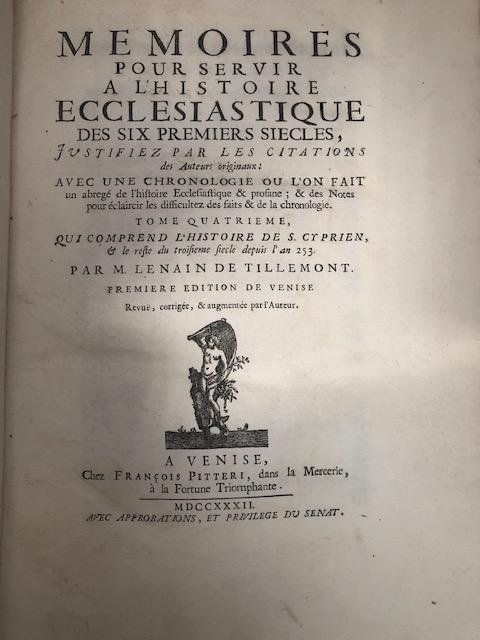 MEMOIRES
POUR SERVIR
A L'HISTOIRE
ECCLESIASTIQUE
DES SIX PREMIERS SIECLES,
JUSTIFIEZ PAR LES CITATIONS
des Auteurs originaux:
AVEC UNE CHRONOLOGIE OU L'ON FAIT
un abregé de l'histoire Ecclesiastique & profane; & des Notes
pour éclaircir les difficultez des faits & de la chronologie.
TOME QUATRIEME,
QUI COMPREND L'HISTOIRE DE S. CYPRIEN,
& le reste du troisieme siecle depuis l'an 253.
PAR M. LENAIN DE TILLEMONT.
PREMIERE EDITION DE VENISE
Revuë, corrigée, & augmentée par l'Auteur.
A VENISE,
Chez FRANÇOIS PITTERI, dans la Mercerie,
à la Fortune Triomphante.
MDCCXXXII.
AVEC APPROBATIONS, ET PRIVILEGE DU SENAT.